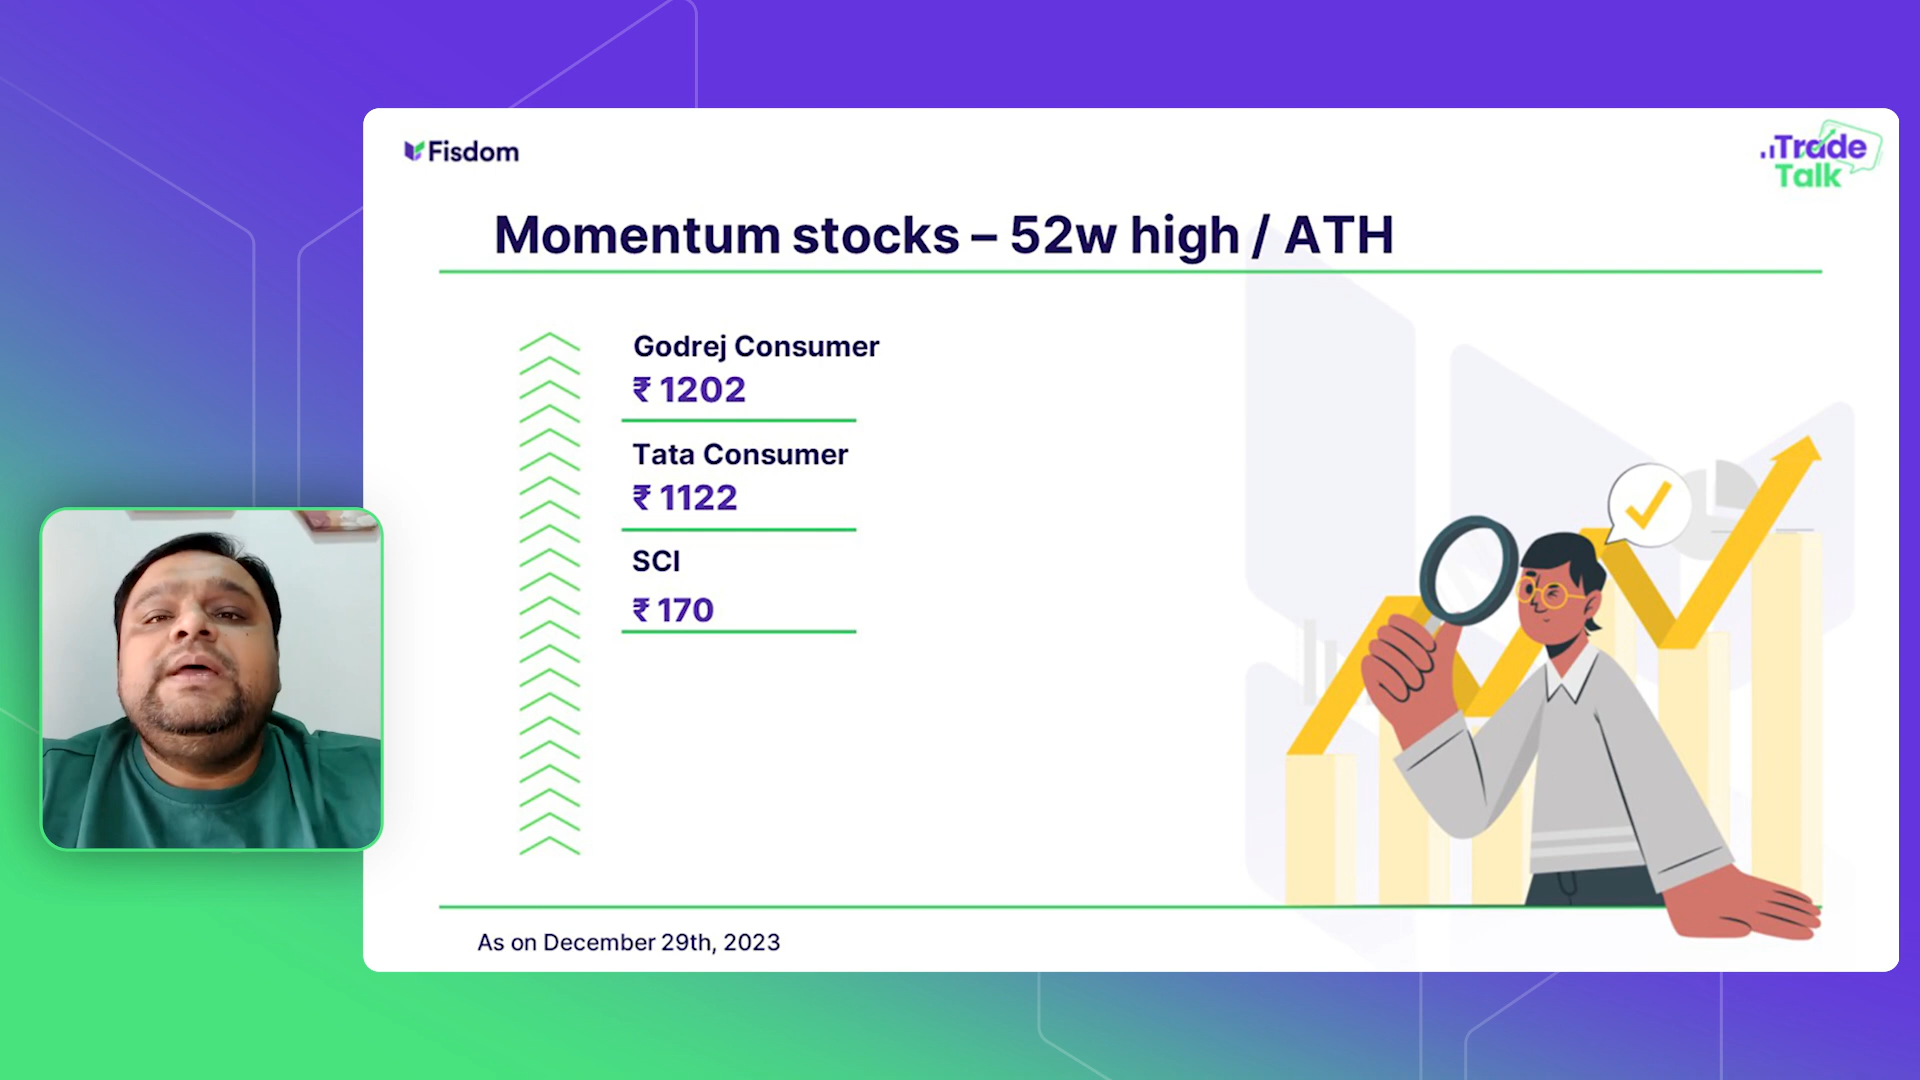 Fisdom
Trade
Talk
Momentum stocks – 52w high / ATH
Godrej Consumer
₹ 1202
Tata Consumer
₹ 1122
SCI
₹ 170
As on December 29th, 2023